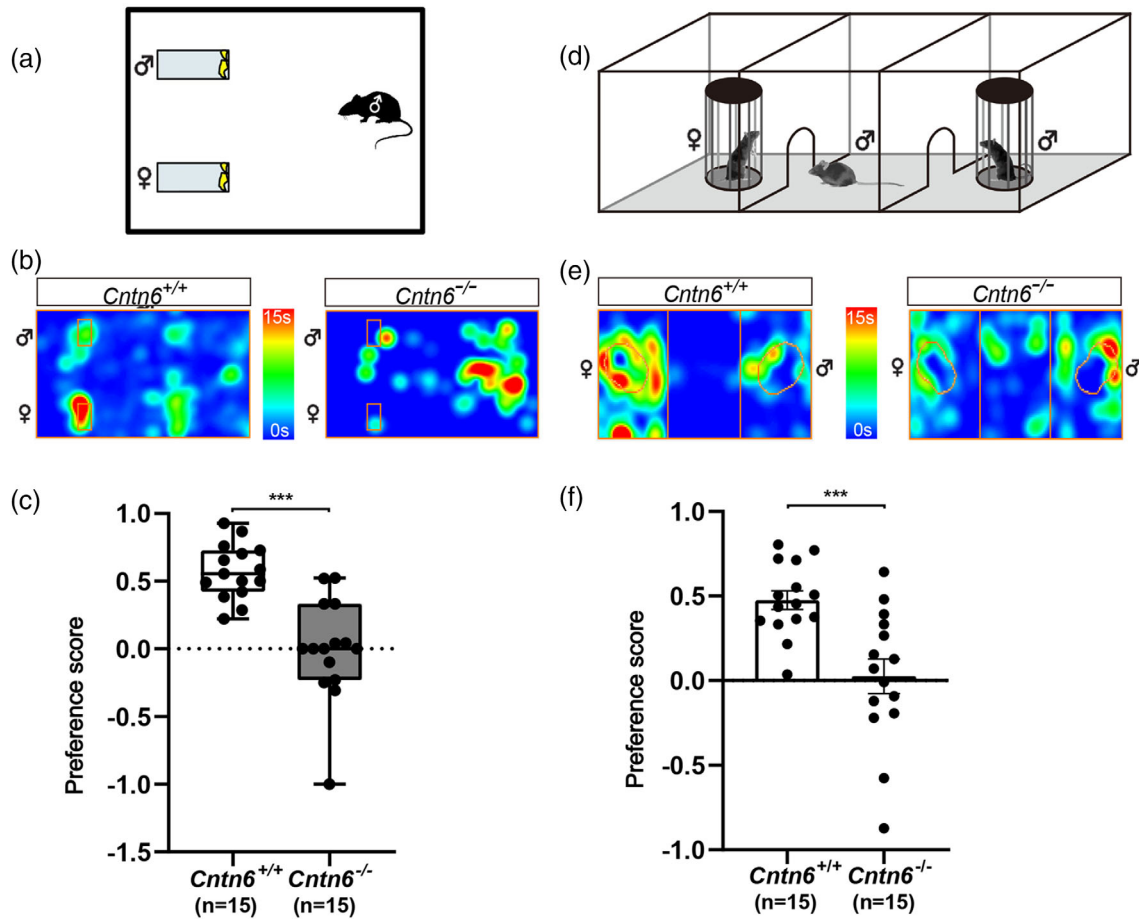 (a)
♂
♂
♀
(b)
Cntn6+/+
Cntn6−/−
♂
♀
15s
0s
(c)
***
Preference score
1.0
0.5
0.0
-0.5
-1.0
-1.5
Cntn6+/+ Cntn6-/-
(n=15) (n=15)
(d)
♀
♂
♂
(e)
Cntn6+/+
Cntn6−/−
♀
♂
15s
0s
♀
♂
(f)
***
Preference score
1.0
0.5
0.0
-0.5
-1.0
Cntn6+/+ Cntn6-/-
(n=15) (n=15)